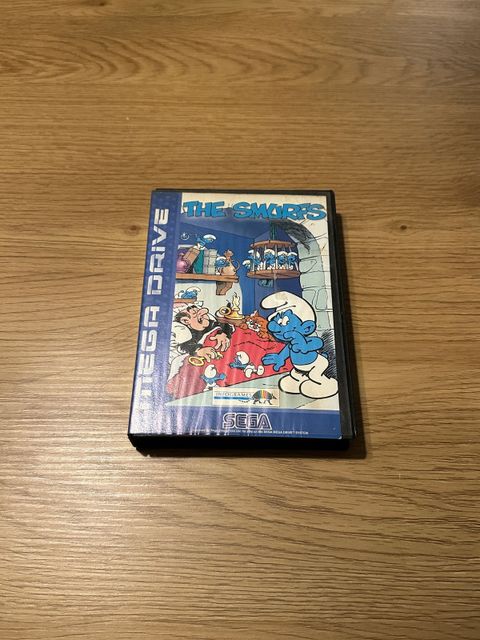 MEGA DRIVE
THE SMURFS
INFOGRAMES
SEGA